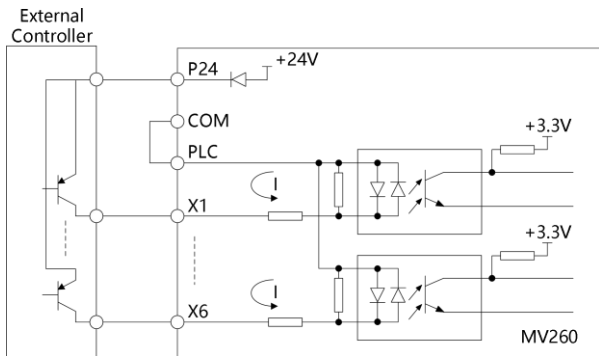 External
Controller
P24
+24V
COM
PLC
+3.3V
I
X1
+3.3V
I
X6
MV260